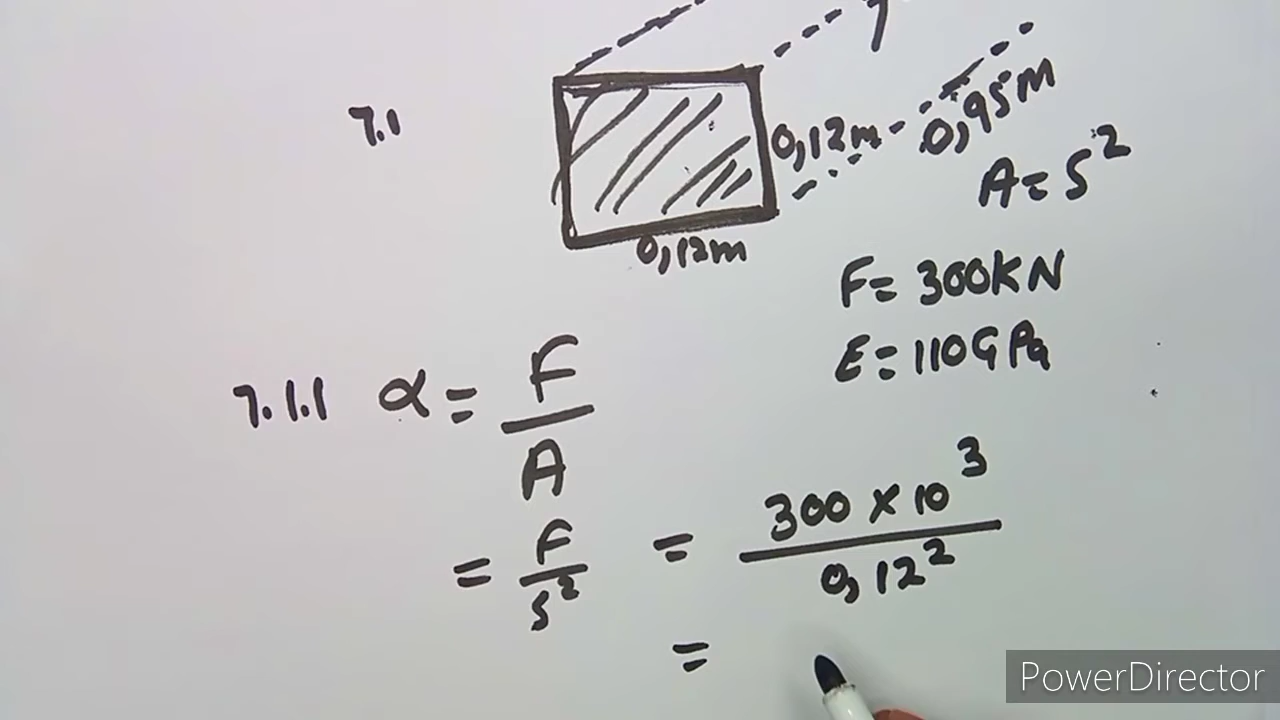 7.1
0,12m
0,95m
A = S²
0,12m
F = 300KN
E = 110GPa
7.1.1 α = F/A
= F/S² = 300 × 10³/0,12²
=
PowerDirector